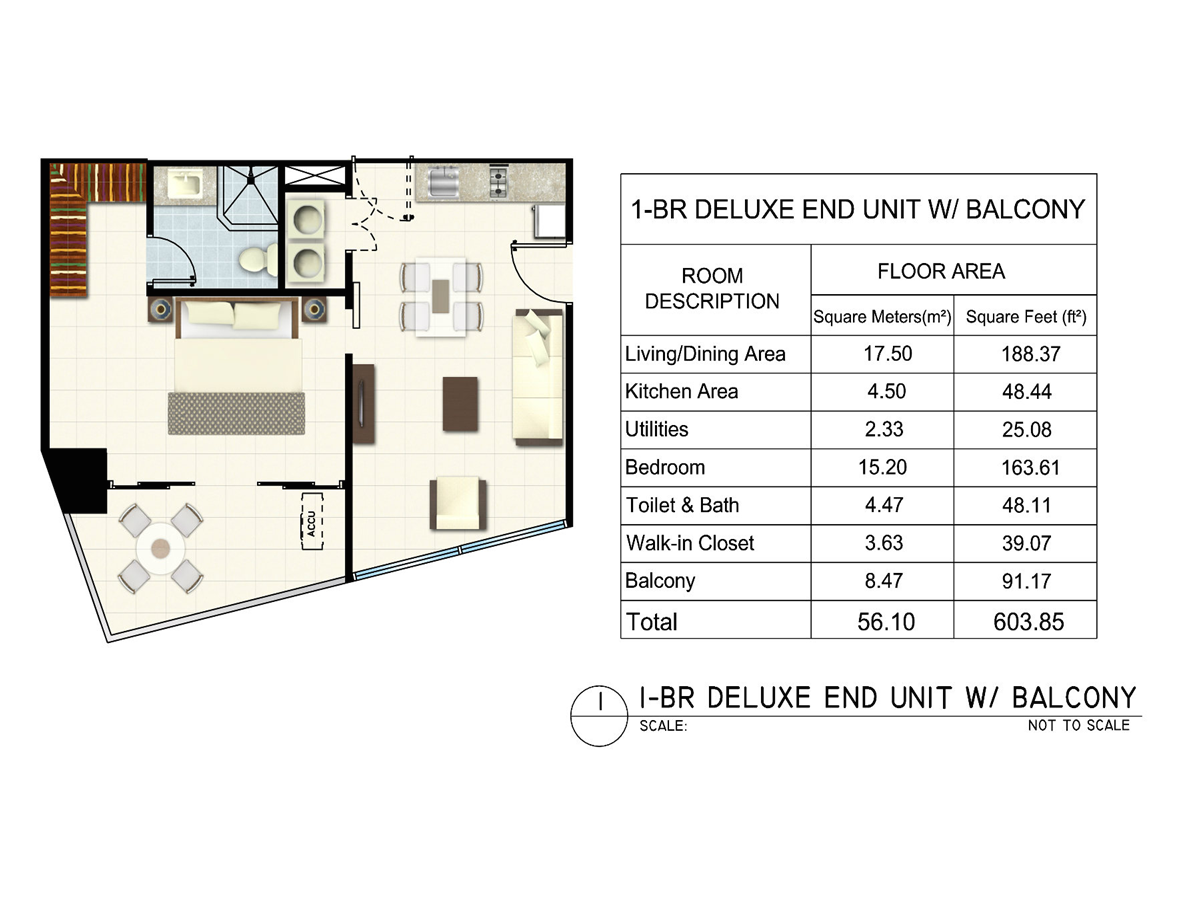 ACCU
1-BR DELUXE END UNIT W/ BALCONY
ROOM DESCRIPTION
FLOOR AREA
Square Meters(m²) Square Feet (ft²)
Living/Dining Area 17.50 188.37
Kitchen Area 4.50 48.44
Utilities 2.33 25.08
Bedroom 15.20 163.61
Toilet & Bath 4.47 48.11
Walk-in Closet 3.63 39.07
Balcony 8.47 91.17
Total 56.10 603.85
1 1-BR DELUXE END UNIT W/ BALCONY
SCALE: NOT TO SCALE